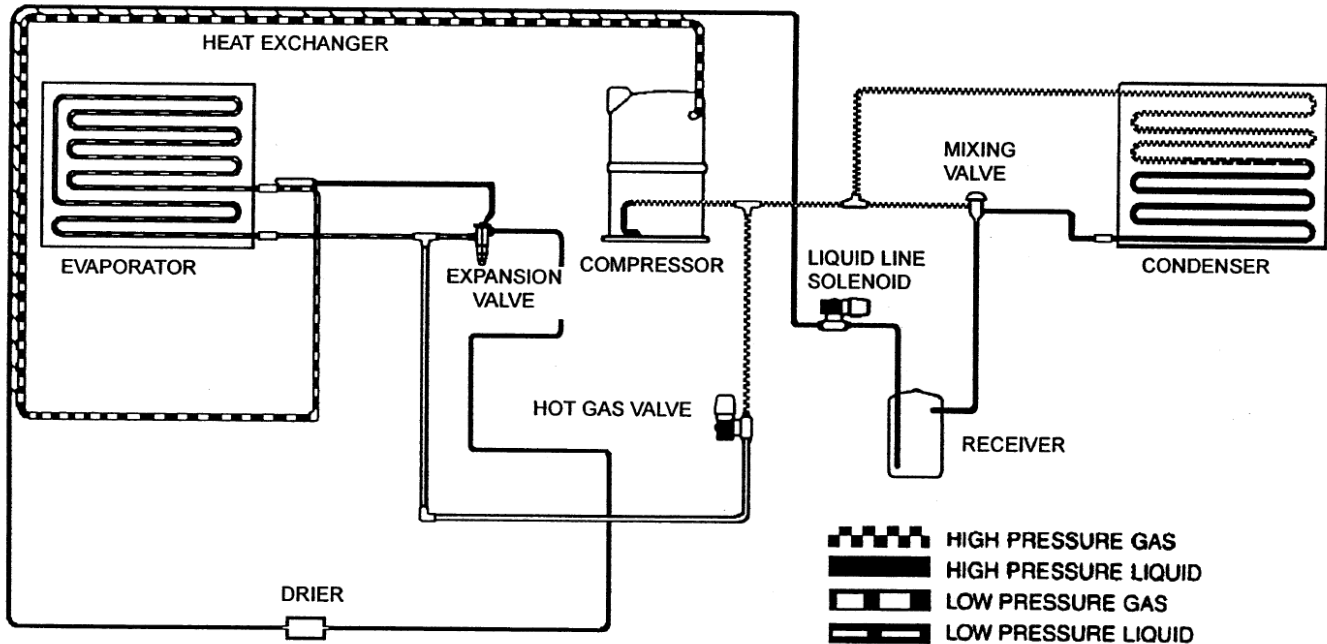 HEAT EXCHANGER
EVAPORATOR
EXPANSION
VALVE
COMPRESSOR
MIXING
VALVE
LIQUID LINE
SOLENOID
CONDENSER
HOT GAS VALVE
RECEIVER
DRIER
HIGH PRESSURE GAS
HIGH PRESSURE LIQUID
LOW PRESSURE GAS
LOW PRESSURE LIQUID